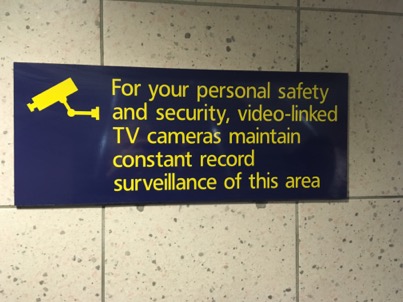 For your personal safety
and security, video-linked
TV cameras maintain
constant record
surveillance of this area